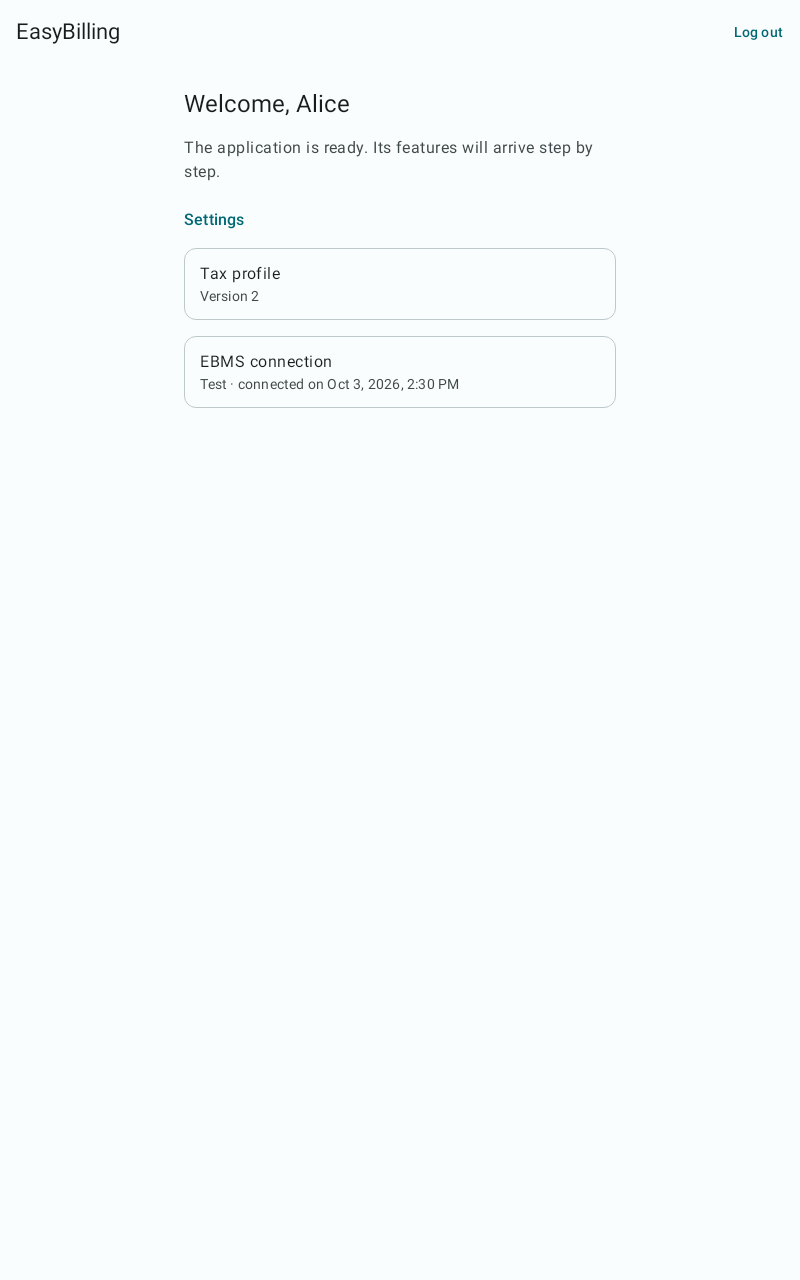 EasyBilling
Log out
Welcome, Alice
The application is ready. Its features will arrive step by
step.
Settings
Tax profile
Version 2
EBMS connection
Test · connected on Oct 3, 2026, 2:30 PM